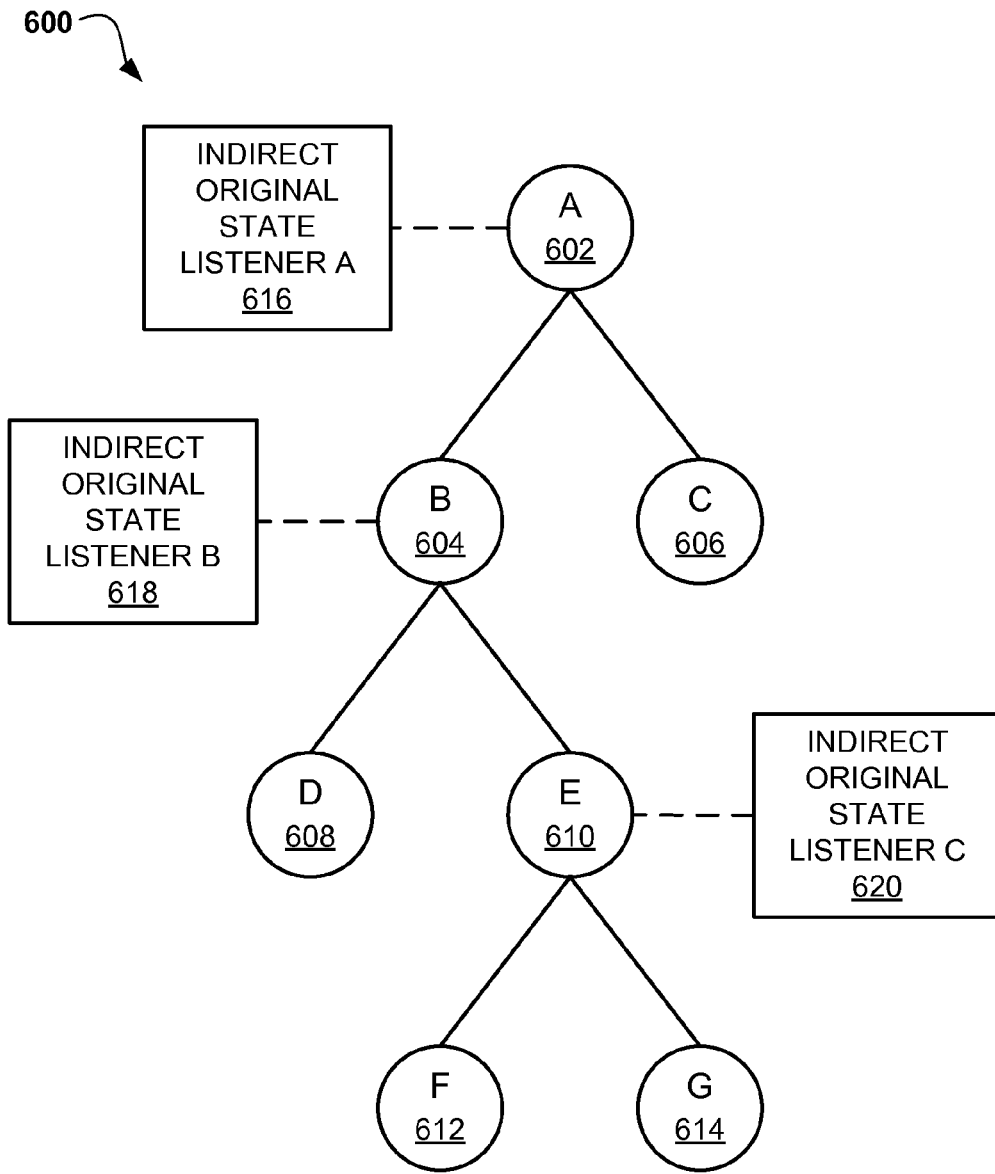 600
INDIRECT
ORIGINAL
STATE
LISTENER A
616
A
602
INDIRECT
ORIGINAL
STATE
LISTENER B
618
B
604
C
606
D
608
E
610
INDIRECT
ORIGINAL
STATE
LISTENER C
620
F
612
G
614